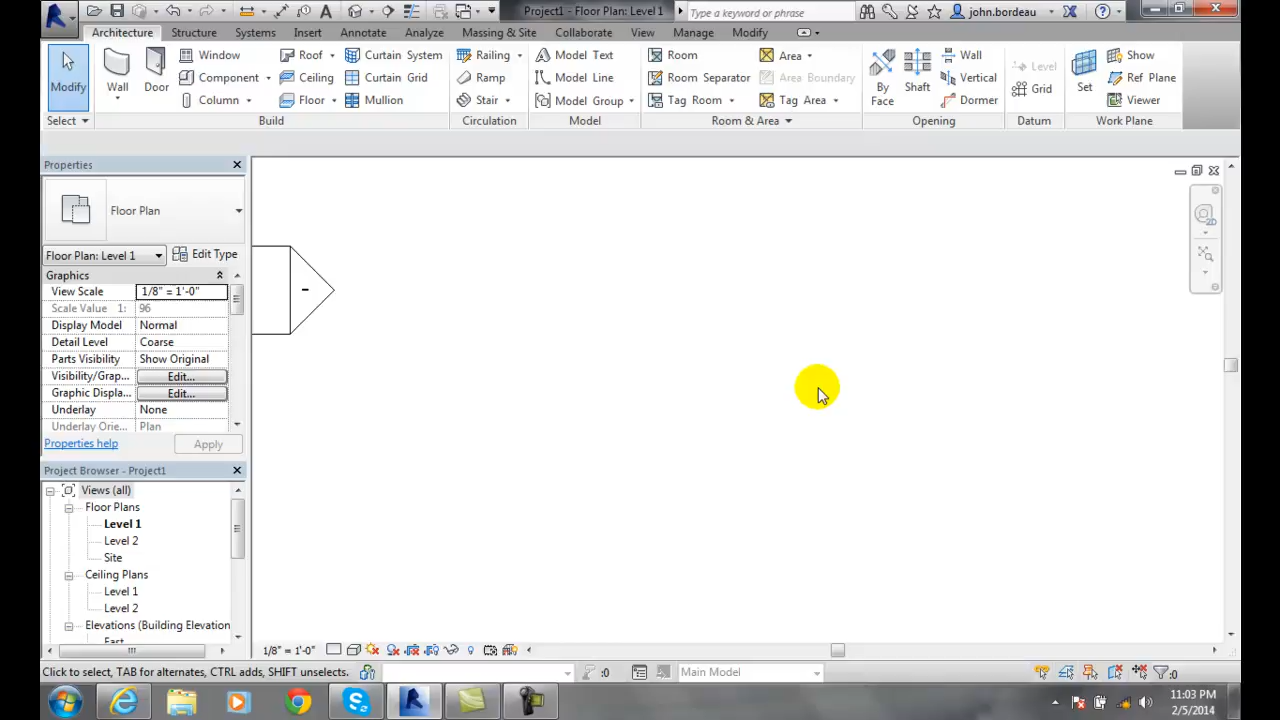 Project1 - Floor Plan: Level 1
Type a keyword or phrase
john.bordeau
Architecture Structure Systems Insert Annotate Analyze Massing & Site Collaborate View Manage Modify
Modify Wall Door Window Roof Curtain System Railing Model Text Room Area By Face Shaft Wall Level Set Show
Component Ceiling Curtain Grid Ramp Model Line Room Separator Area Boundary Vertical Grid Ref Plane
Column Floor Mullion Stair Model Group Tag Room Tag Area Dormer Viewer
Select Build Circulation Model Room & Area Opening Datum Work Plane
Properties
Floor Plan
Floor Plan: Level 1 Edit Type
Graphics
View Scale 1/8" = 1'-0"
Scale Value 1: 96
Display Model Normal
Detail Level Coarse
Parts Visibility Show Original
Visibility/Grap... Edit...
Graphic Displa... Edit...
Underlay None
Underlay Orie... Plan
Properties help Apply
Project Browser - Project1
Views (all)
Floor Plans
Level 1
Level 2
Site
Ceiling Plans
Level 1
Level 2
Elevations (Building Elevation
East
2D
1/8" = 1'-0"
Click to select, TAB for alternates, CTRL adds, SHIFT unselects. :0 Main Model :0
11:03 PM
2/5/2014